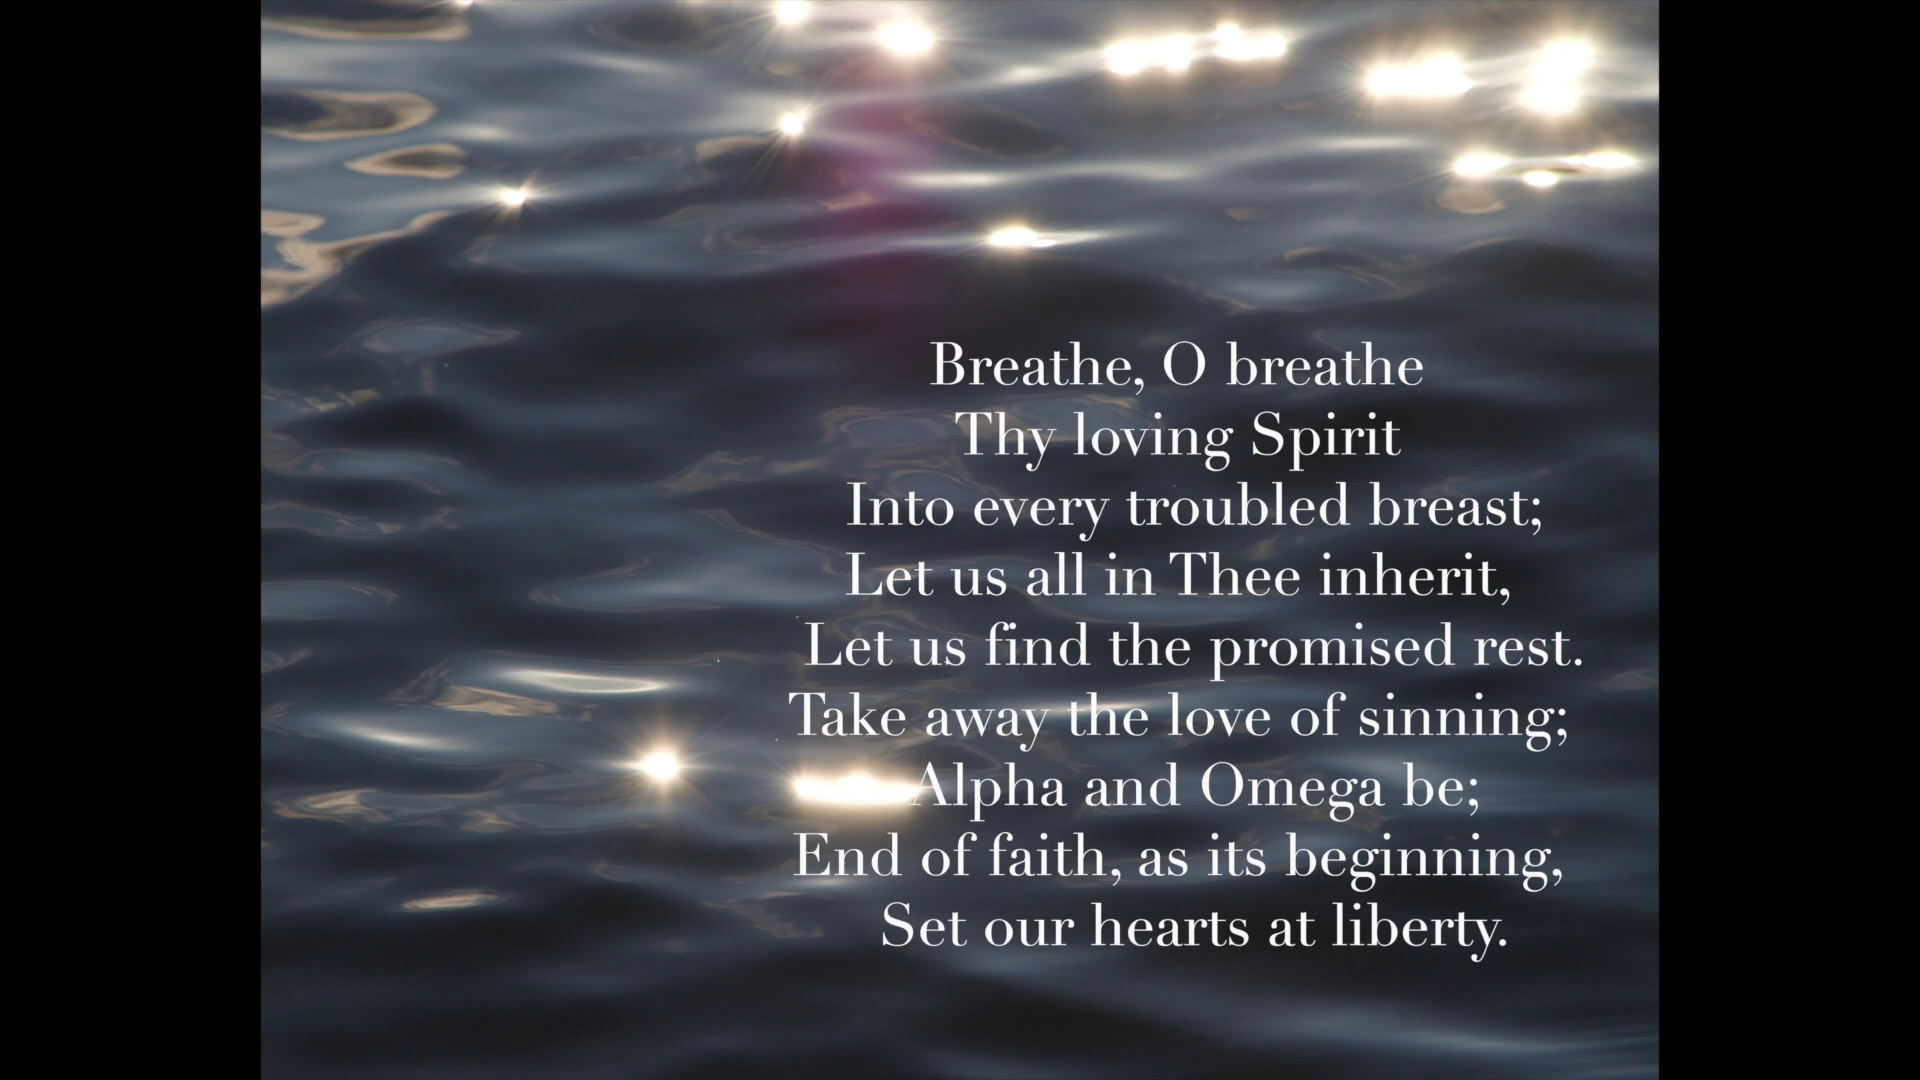 Breathe, O breathe
Thy loving Spirit
Into every troubled breast;
Let us all in Thee inherit,
Let us find the promised rest.
Take away the love of sinning;
Alpha and Omega be;
End of faith, as its beginning,
Set our hearts at liberty.